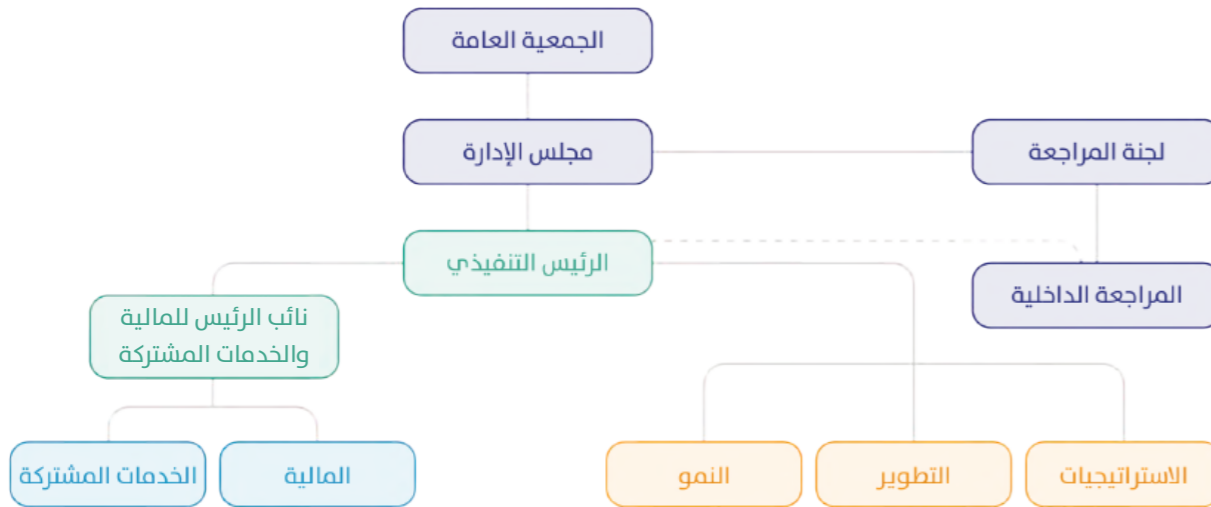 الجمعية العامة
مجلس الإدارة
لجنة المراجعة
الرئيس التنفيذي
المراجعة الداخلية
نائب الرئيس للمالية
والخدمات المشتركة
الاستراتيجيات
التطوير
النمو
المالية
الخدمات المشتركة